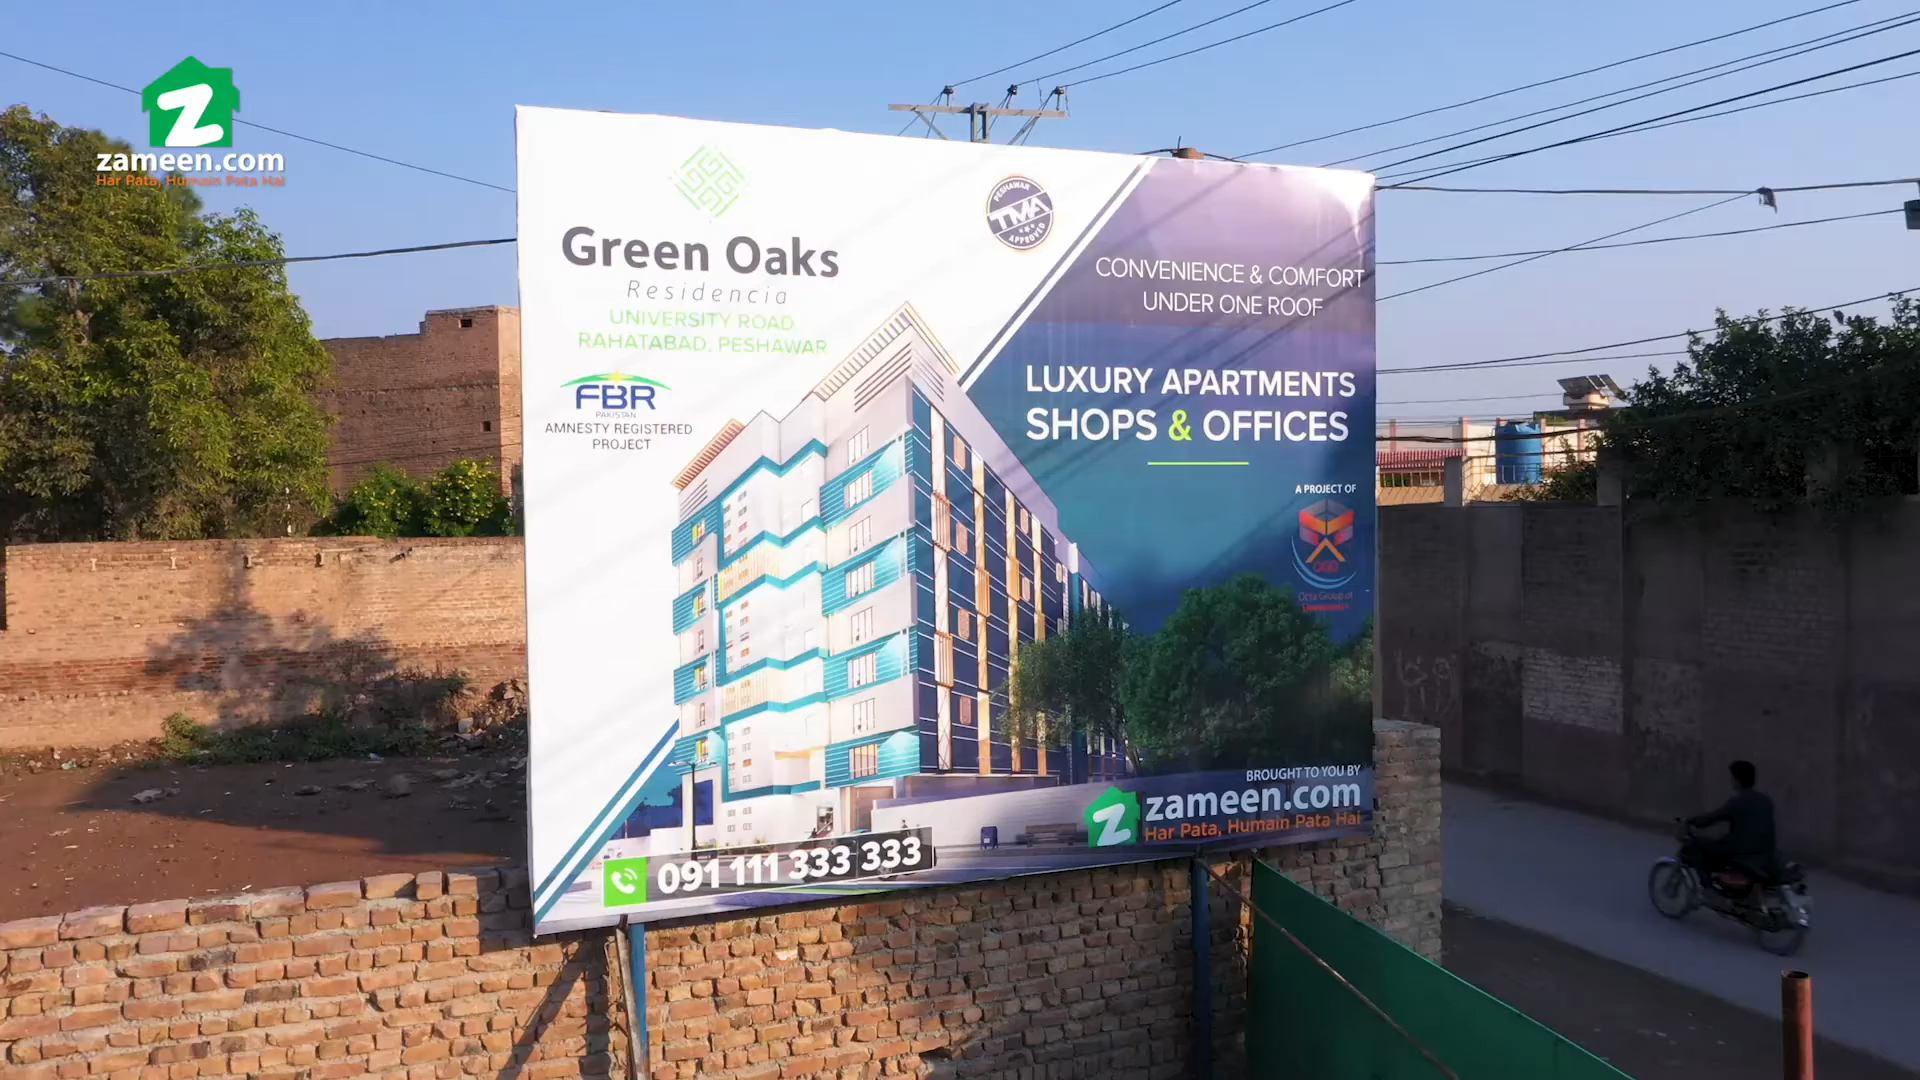 zameen.com
Har Pata, Humain Pata Hai
Green Oaks
Residencia
UNIVERSITY ROAD
RAHATABAD, PESHAWAR
FBR
PAKISTAN
AMNESTY REGISTERED
PROJECT
PESHAWAR
TMA
APPROVED
CONVENIENCE & COMFORT
UNDER ONE ROOF
LUXURY APARTMENTS
SHOPS & OFFICES
A PROJECT OF
091 111 333 333
BROUGHT TO YOU BY
zameen.com
Har Pata, Humain Pata Hai